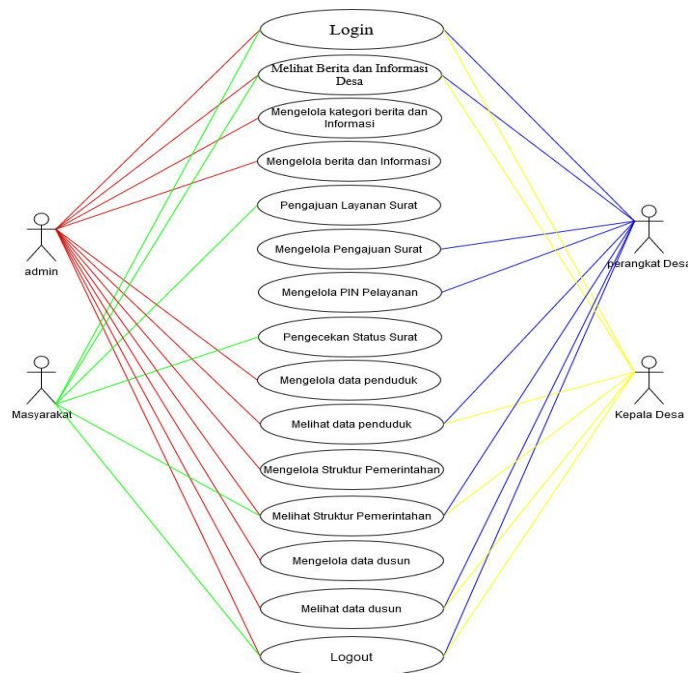 Login
Melihat Berita dan Informasi
Desa
Mengelola kategori berita dan
Informasi
Mengelola berita dan Informasi
Pengajuan Layanan Surat
Mengelola Pengajuan Surat
Mengelola PIN Pelayanan
Pengecekan Status Surat
Mengelola data penduduk
Melihat data penduduk
Mengelola Struktur Pemerintahan
Melihat Struktur Pemerintahan
Mengelola data dusun
Melihat data dusun
Logout
admin
Masyarakat
perangkat Desa
Kepala Desa